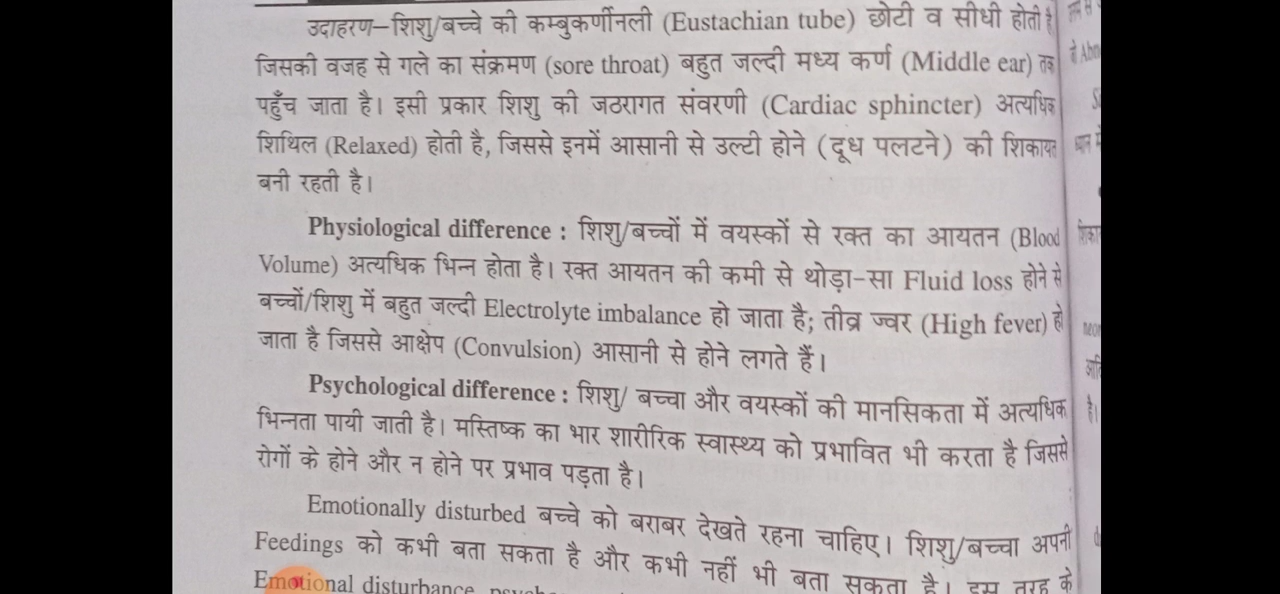 उदाहरण–शिशु/बच्चे की कम्बुकर्णीनली (Eustachian tube) छोटी व सीधी होती है
जिसकी वजह से गले का संक्रमण (sore throat) बहुत जल्दी मध्य कर्ण (Middle ear) तक
पहुँच जाता है। इसी प्रकार शिशु की जठरागत संवरणी (Cardiac sphincter) अत्यधिक
शिथिल (Relaxed) होती है, जिससे इनमें आसानी से उल्टी होने (दूध पलटने) की शिकायत
बनी रहती है।
Physiological difference : शिशु/बच्चों में वयस्कों से रक्त का आयतन (Blood
Volume) अत्यधिक भिन्न होता है। रक्त आयतन की कमी से थोड़ा-सा Fluid loss होने से
बच्चों/शिशु में बहुत जल्दी Electrolyte imbalance हो जाता है; तीव्र ज्वर (High fever) हो
जाता है जिससे आक्षेप (Convulsion) आसानी से होने लगते हैं।
Psychological difference : शिशु/ बच्चा और वयस्कों की मानसिकता में अत्यधिक
भिन्नता पायी जाती है। मस्तिष्क का भार शारीरिक स्वास्थ्य को प्रभावित भी करता है जिससे
रोगों के होने और न होने पर प्रभाव पड़ता है।
Emotionally disturbed बच्चे को बराबर देखते रहना चाहिए। शिशु/बच्चा अपनी
Feedings को कभी बता सकता है और कभी नहीं भी बता सकता है। इस तरह के
Emotional disturbance